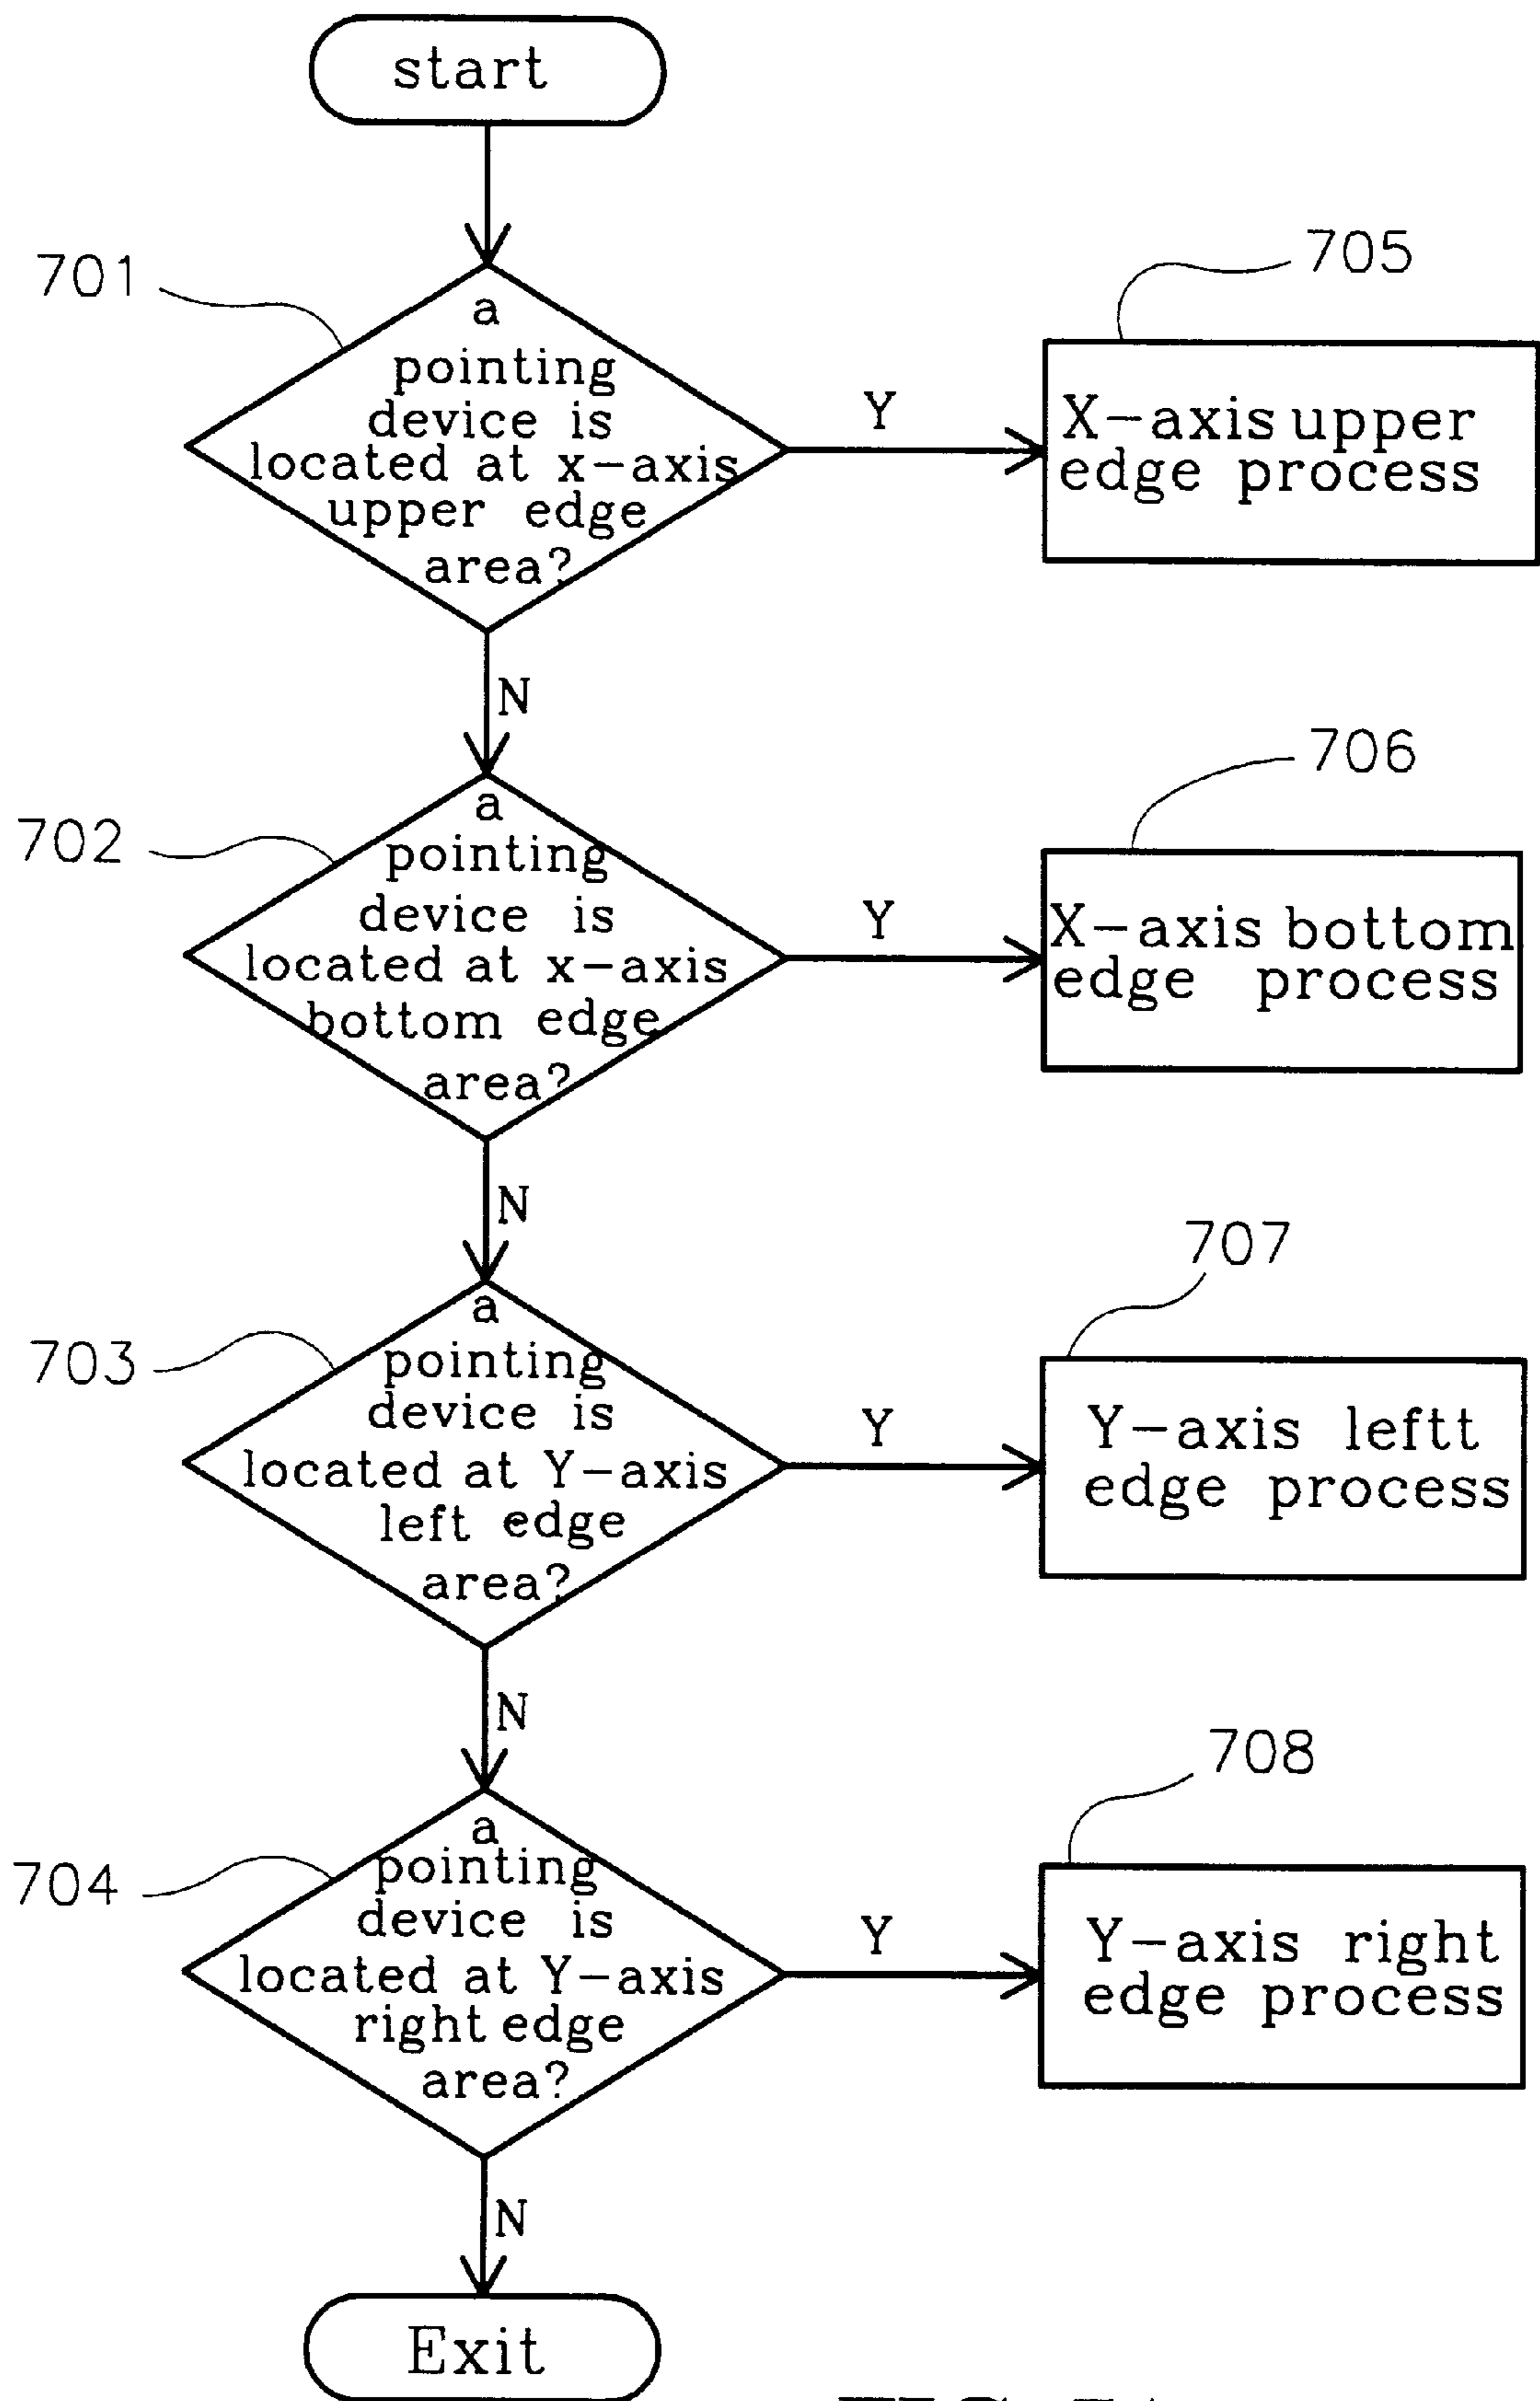 start
701
a
pointing
device is
located at x-axis
upper edge
area?
Y
705
X-axis upper
edge process
N
702
a
pointing
device is
located at x-axis
bottom edge
area?
Y
706
X-axis bottom
edge process
N
703
a
pointing
device is
located at Y-axis
left edge
area?
Y
707
Y-axis leftt
edge process
N
704
a
pointing
device is
located at Y-axis
right edge
area?
Y
708
Y-axis right
edge process
N
Exit